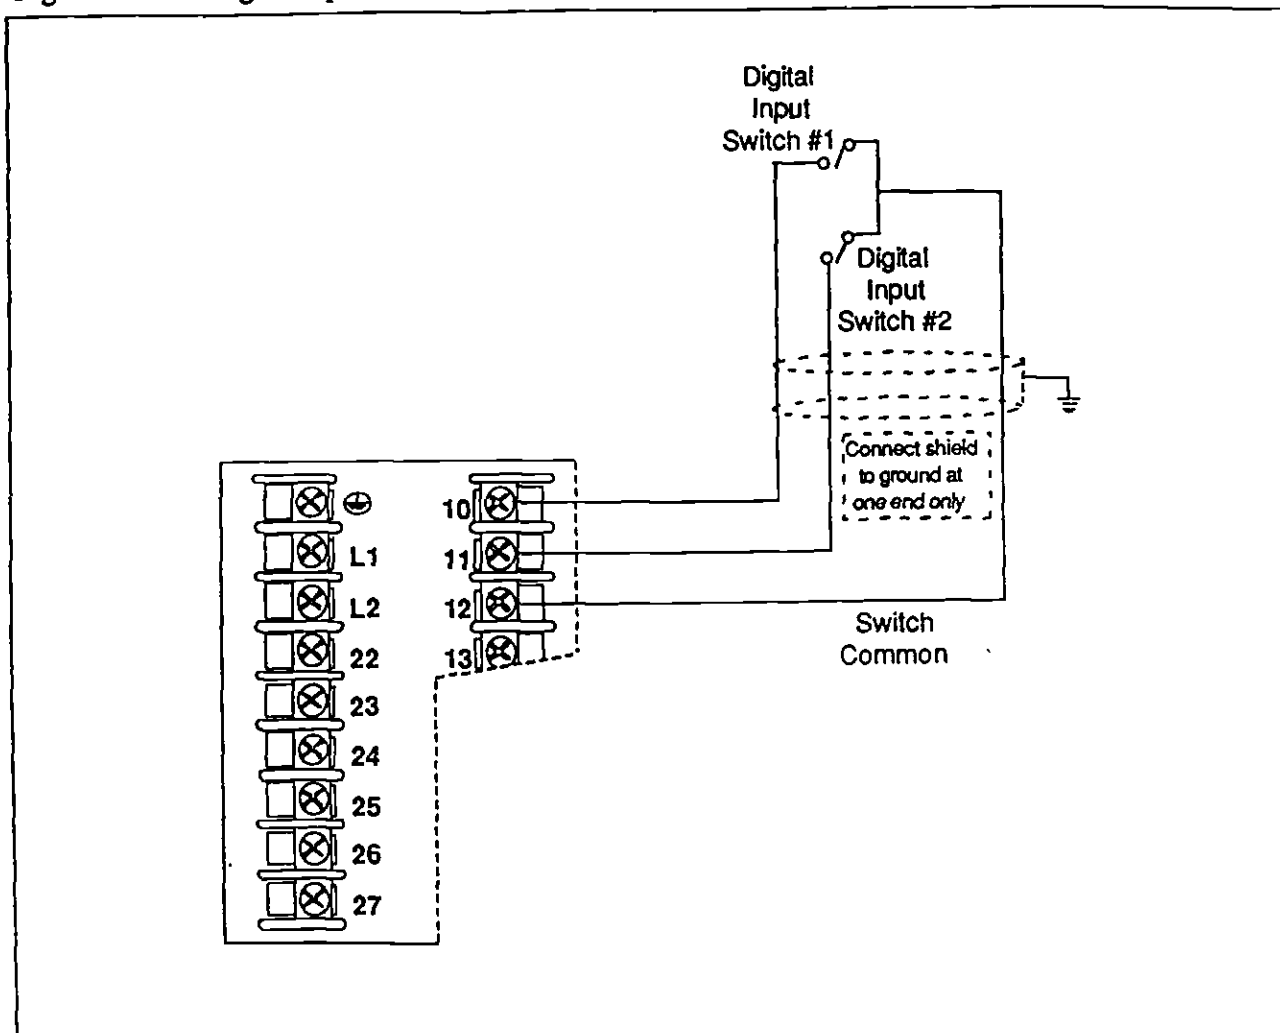 Digital
Input
Switch #1
Digital
Input
Switch #2
Connect shield
to ground at
one end only
10
L1
11
L2
12
22
13
23
24
25
26
27
Switch
Common